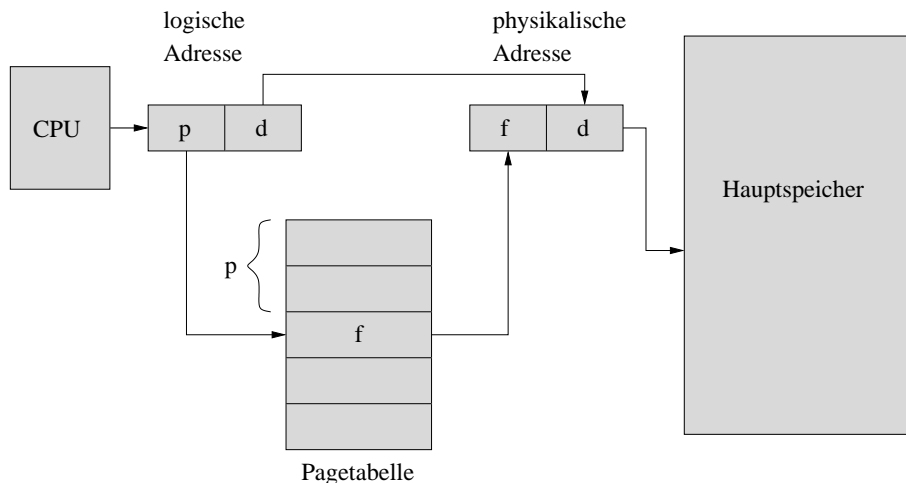 logische
Adresse
physikalische
Adresse
CPU
p
d
f
d
Hauptspeicher
p
f
Pagetabelle